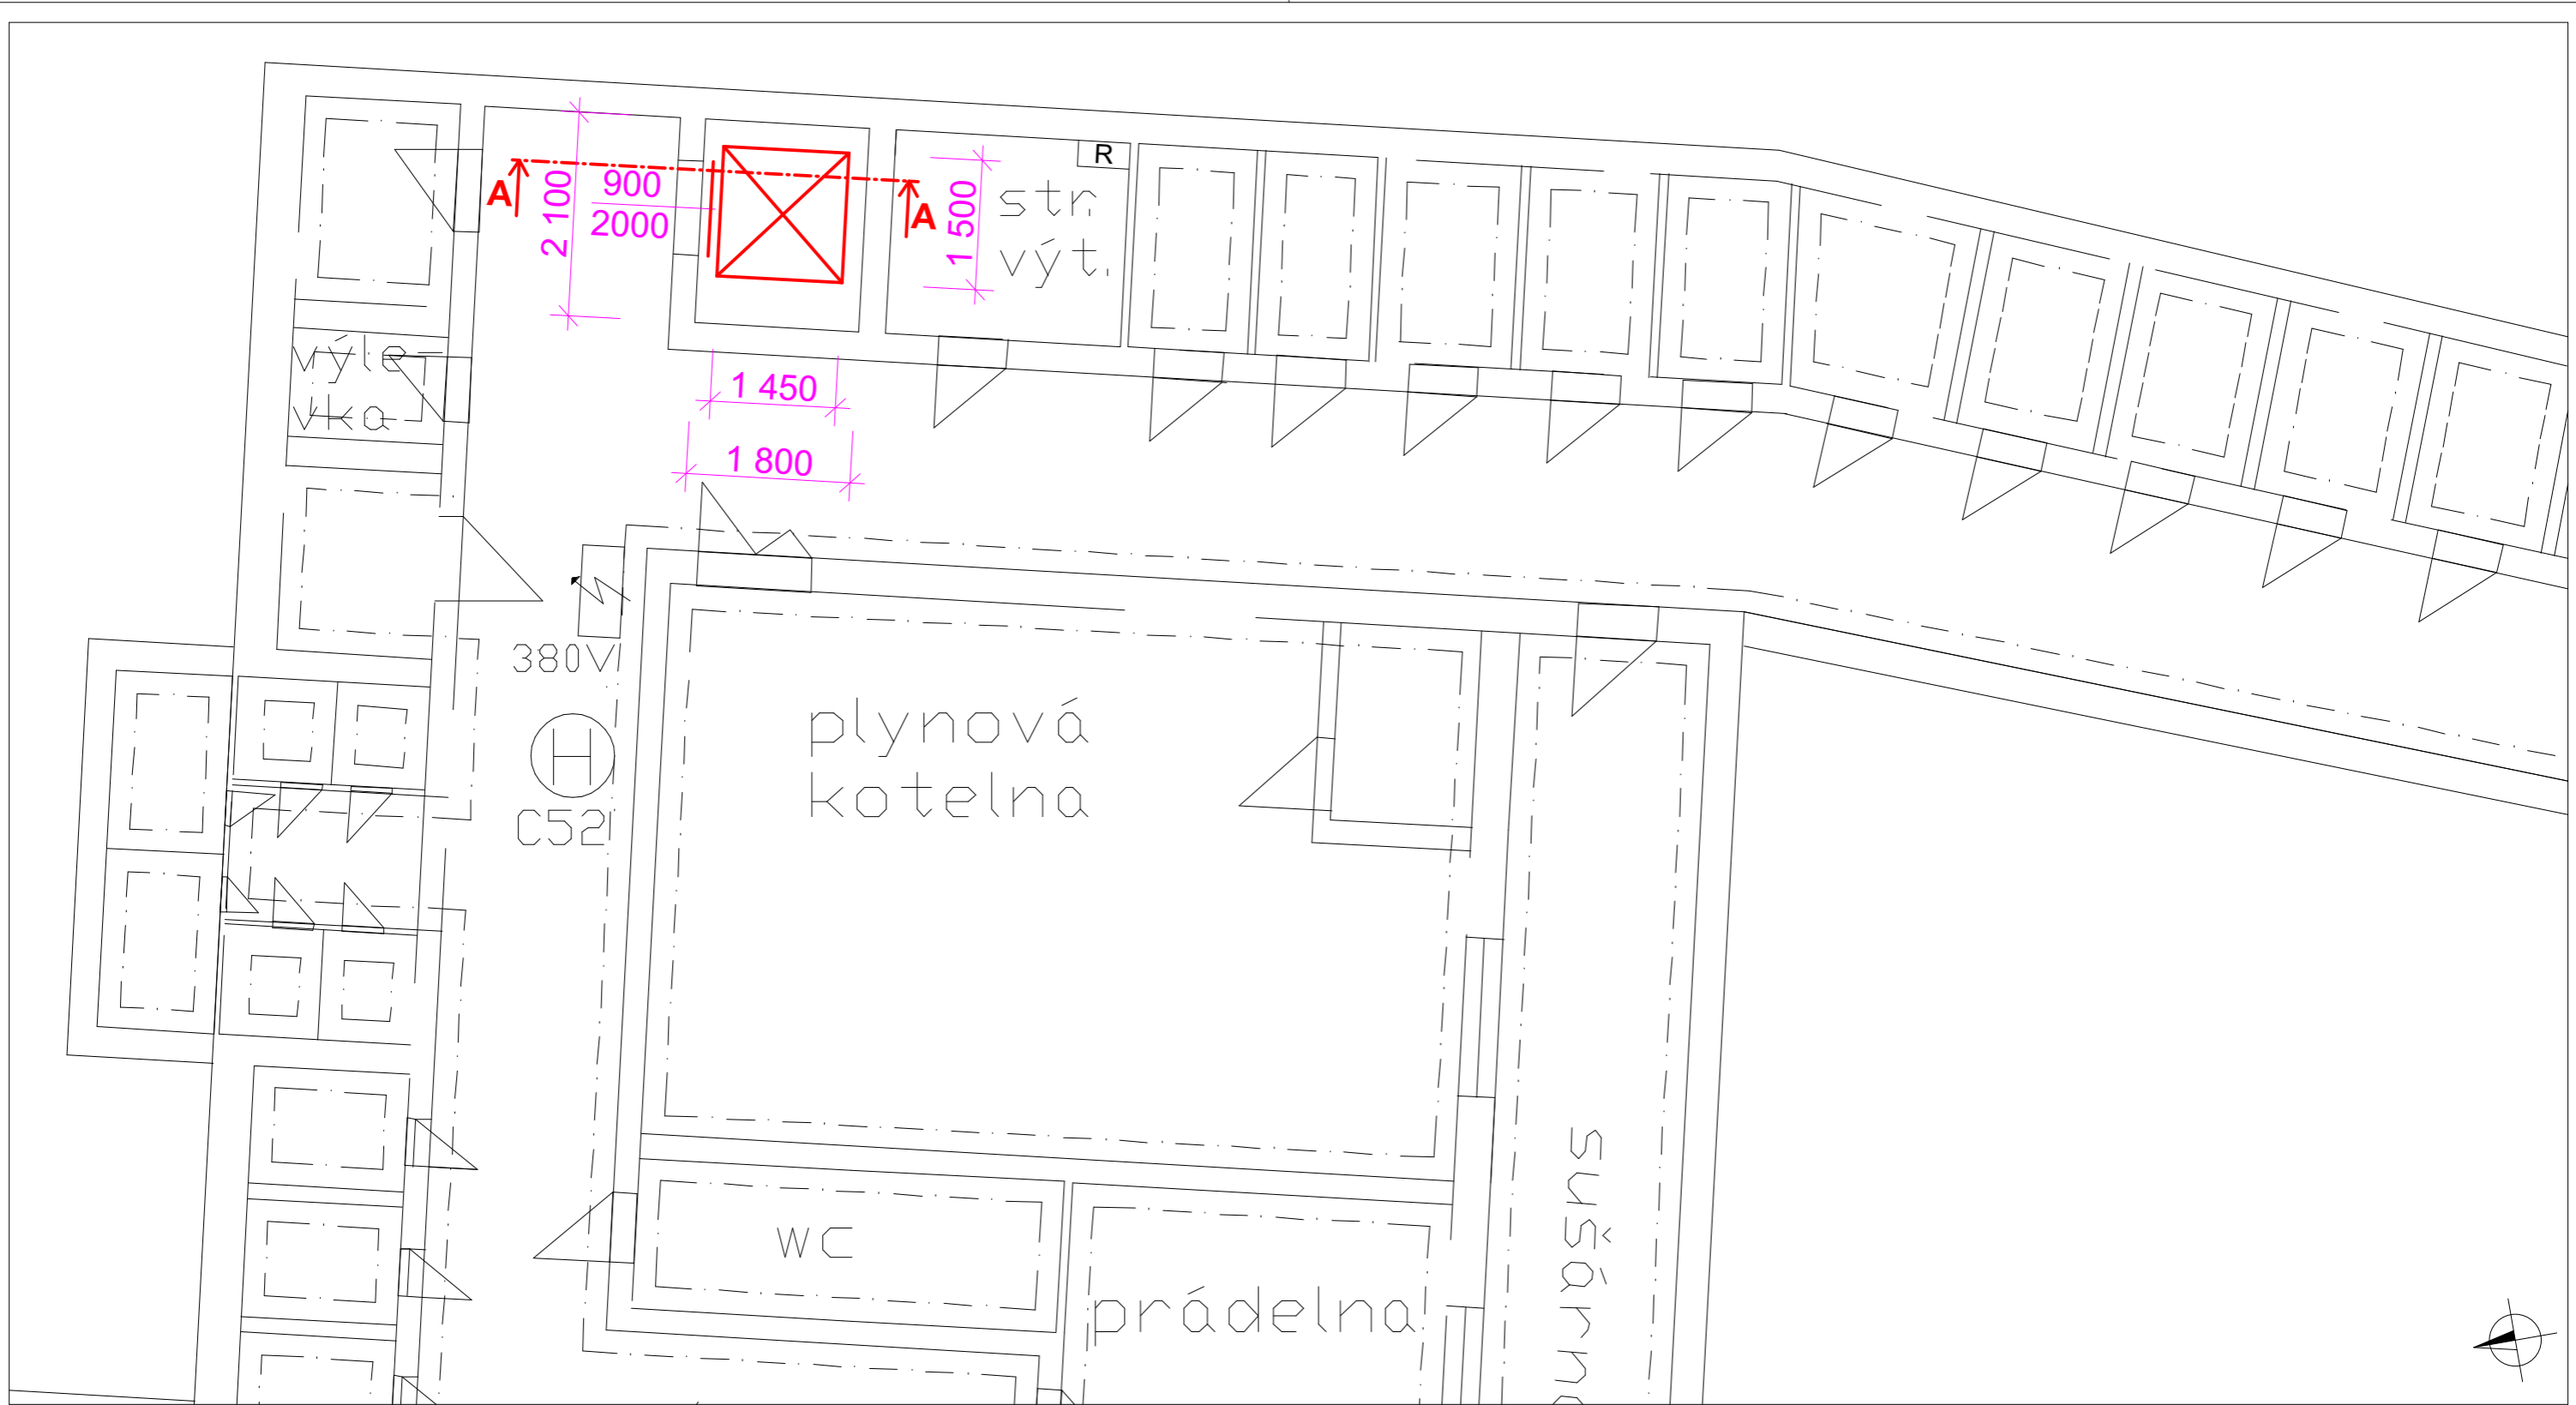 R
A
A
2 100
900
2000
1 500
str.
výt.
výle-
vka
1 450
1 800
380V
H
C52
plynová
kotelna
WC
prádelna